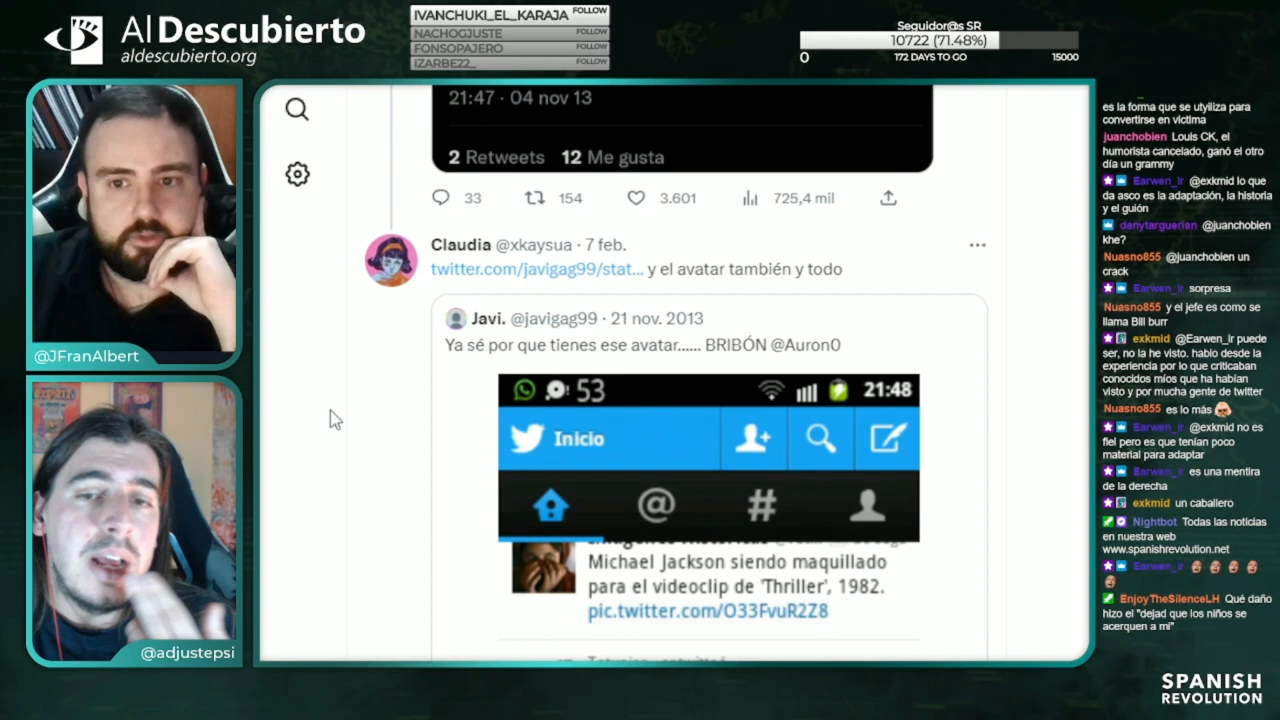 Al Descubierto
aldescubierto.org
IVANCHUKI_EL_KARAJA FOLLOW
NACHOGJUSTE FOLLOW
FONSOPAJERO FOLLOW
IZARBE22_ FOLLOW
Seguidor@s SR
10722 (71.48%)
0 172 DAYS TO GO 15000
@JFranAlbert
@adjustepsi
21:47 · 04 nov 13
2 Retweets 12 Me gusta
33 154 3.601 725,4 mil
Claudia @xkaysua · 7 feb.
twitter.com/javigag99/stat... y el avatar también y todo
Javi. @javigag99 · 21 nov. 2013
Ya sé por que tienes ese avatar...... BRIBÓN @Auron0
53 21:48
Inicio
@ #
Michael Jackson siendo maquillado
para el videoclip de 'Thriller', 1982.
pic.twitter.com/O33FvuR2Z8
es la forma que se utyiliza para
convertirse en victima
juanchobien Louis CK, el
humorista cancelado, ganó el otro
día un grammy
Earwen_Ir @exkmid lo que
da asco es la adaptación, la historia
y el guión
danytarguerian @juanchobien
khe?
Nuasno855 @juanchobien un
crack
Earwen_Ir sorpresa
Nuasno855 y el jefe es como se
llama Bill burr
exkmid @Earwen_Ir puede
ser, no la he visto. hablo desde la
experiencia por lo que criticaban
conocidos míos que ha habían
visto y por mucha gente de twitter
Nuasno855 es lo más
Earwen_Ir @exkmid no es
fiel pero es que tenían poco
material para adaptar
Earwen_Ir es una mentira
de la derecha
exkmid un caballero
Nightbot Todas las noticias
en nuestra web
www.spanishrevolution.net
Earwen_Ir
EnjoyTheSilenceLH Qué daño
hizo el "dejad que los niños se
acerquen a mi"
SPANISH
REVOLUTION